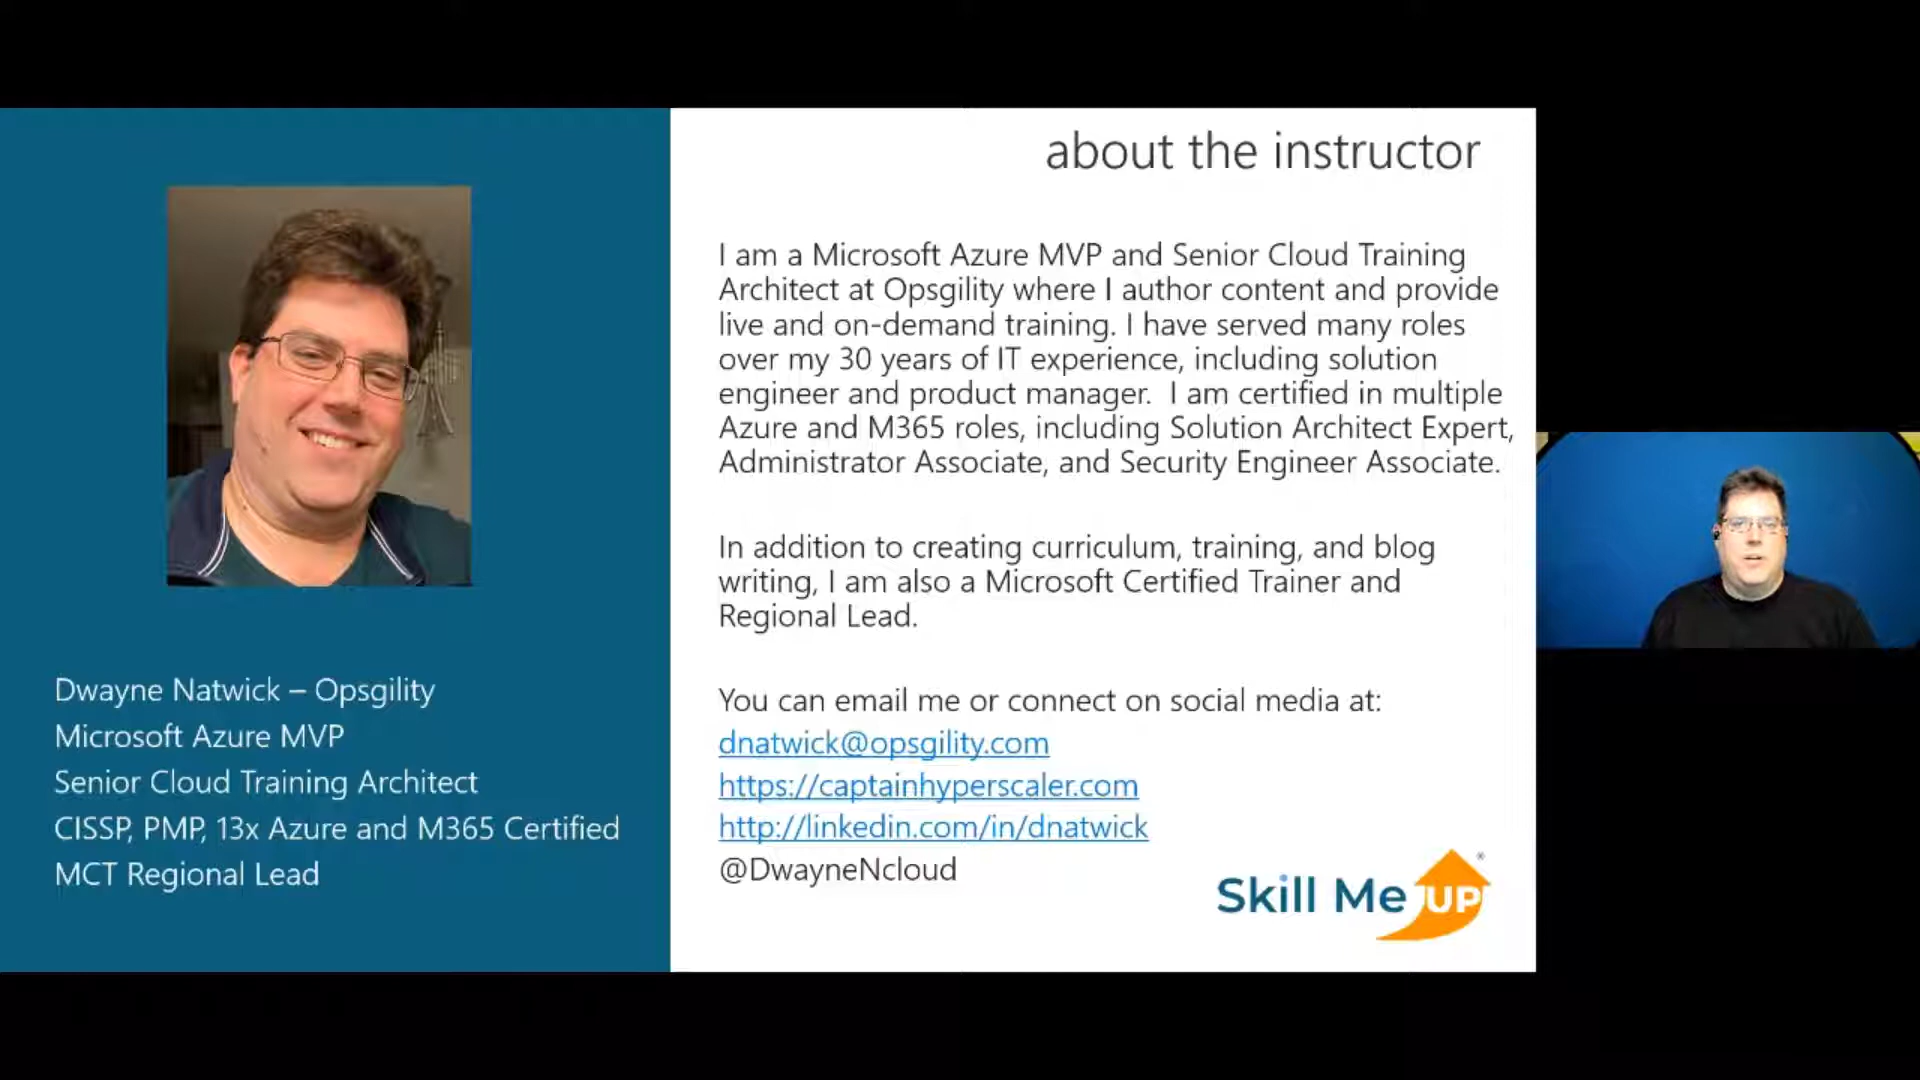 about the instructor
I am a Microsoft Azure MVP and Senior Cloud Training
Architect at Opsgility where I author content and provide
live and on-demand training. I have served many roles
over my 30 years of IT experience, including solution
engineer and product manager.  I am certified in multiple
Azure and M365 roles, including Solution Architect Expert,
Administrator Associate, and Security Engineer Associate.
In addition to creating curriculum, training, and blog
writing, I am also a Microsoft Certified Trainer and
Regional Lead.
You can email me or connect on social media at:
dnatwick@opsgility.com
https://captainhyperscaler.com
http://linkedin.com/in/dnatwick
@DwayneNcloud
Skill Me UP®
Dwayne Natwick – Opsgility
Microsoft Azure MVP
Senior Cloud Training Architect
CISSP, PMP, 13x Azure and M365 Certified
MCT Regional Lead